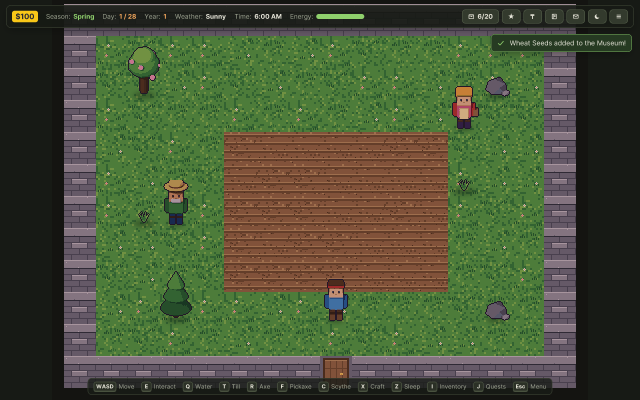 $100 Season: Spring Day: 1 / 28 Year: 1 Weather: Sunny Time: 6:00 AM Energy: 6/20
Wheat Seeds added to the Museum!
WASD Move E Interact Q Water T Till R Axe F Pickaxe C Scythe X Craft Z Sleep I Inventory J Quests Esc Menu